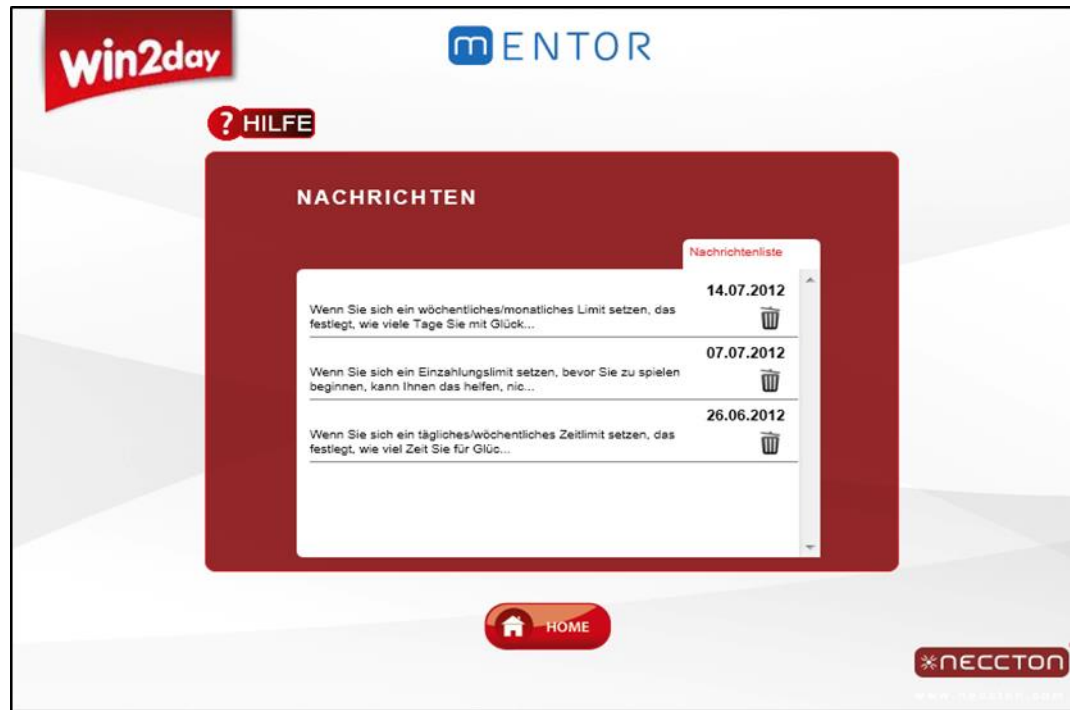 win2day
mENTOR
? HILFE
NACHRICHTEN
Nachrichtenliste
14.07.2012
Wenn Sie sich ein wöchentliches/monatliches Limit setzen, das
festlegt, wie viele Tage Sie mit Glück...
07.07.2012
Wenn Sie sich ein Einzahlungslimit setzen, bevor Sie zu spielen
beginnen, kann Ihnen das helfen, nic...
26.06.2012
Wenn Sie sich ein tägliches/wöchentliches Zeitlimit setzen, das
festlegt, wie viel Zeit Sie für Glüc...
HOME
neccton